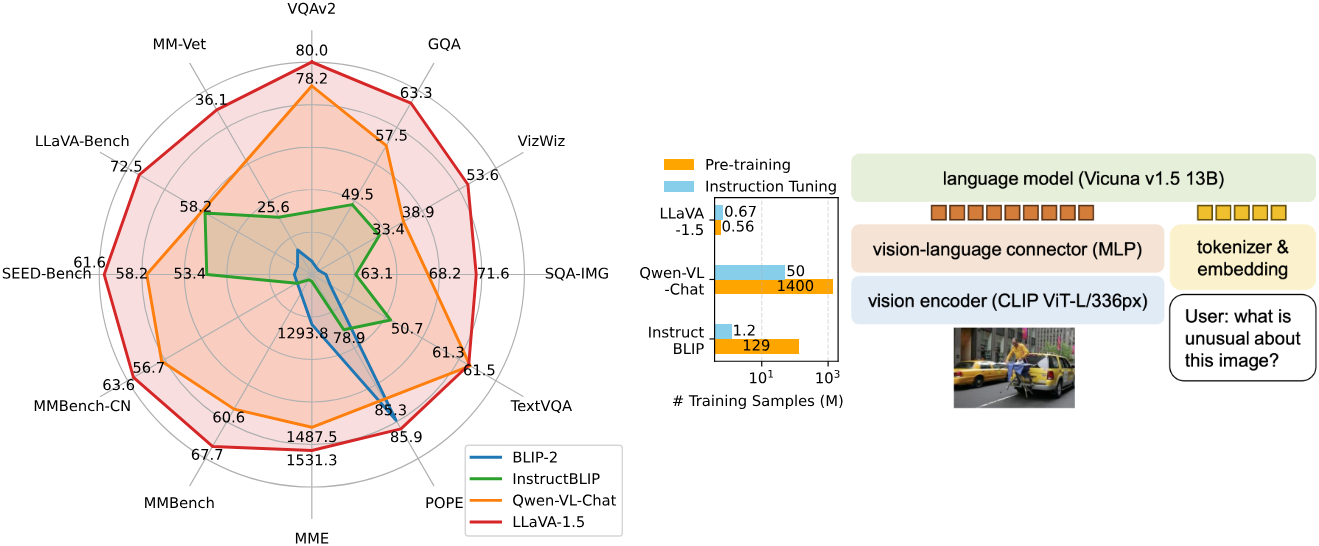 VQAv2
MM-Vet
GQA
80.0
78.2
36.1
63.3
LLaVA-Bench
57.5
VizWiz
72.5
53.6
58.2
25.6
49.5
38.9
33.4
SEED-Bench
61.6
58.2
53.4
63.1
68.2
71.6
SQA-IMG
1293.8
78.9
50.7
61.3
61.5
56.7
63.6
MMBench-CN
85.3
TextVQA
60.6
1487.5
85.9
67.7
1531.3
MMBench
POPE
MME
BLIP-2
InstructBLIP
Qwen-VL-Chat
LLaVA-1.5
Pre-training
Instruction Tuning
LLaVA
-1.5
0.67
0.56
Qwen-VL
-Chat
50
1400
Instruct
BLIP
1.2
129
10¹
10³
# Training Samples (M)
language model (Vicuna v1.5 13B)
vision-language connector (MLP)
tokenizer &
embedding
vision encoder (CLIP ViT-L/336px)
User: what is
unusual about
this image?